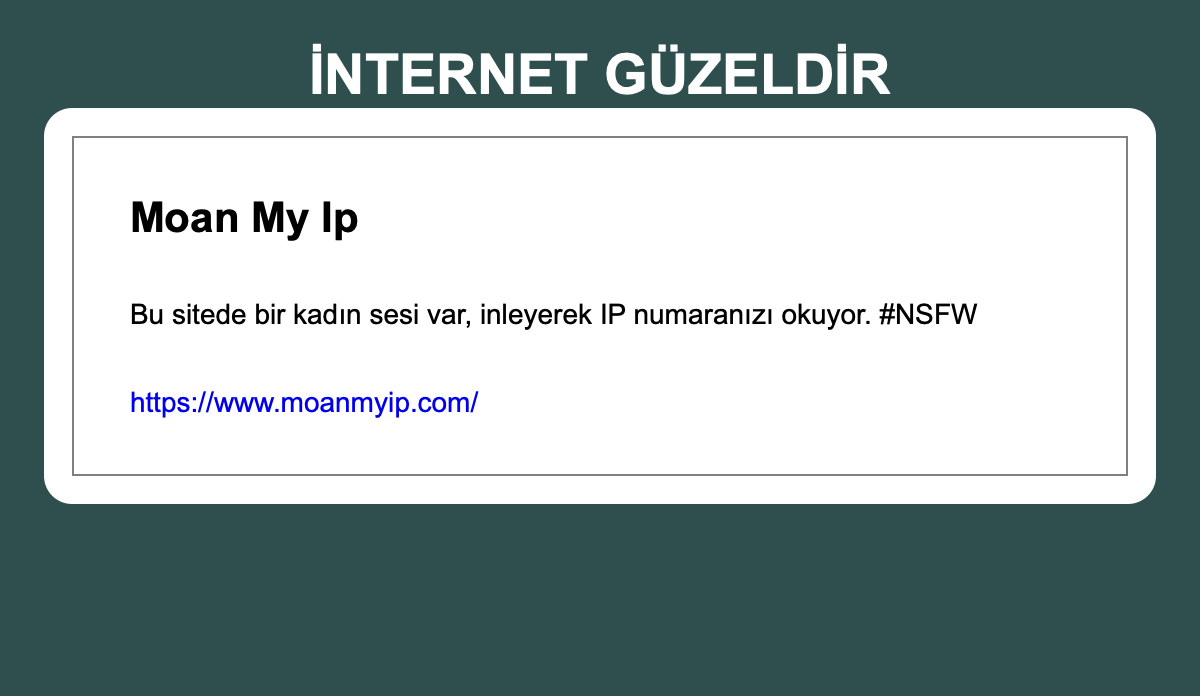 İNTERNET GÜZELDİR
Moan My Ip
Bu sitede bir kadın sesi var, inleyerek IP numaranızı okuyor. #NSFW
https://www.moanmyip.com/